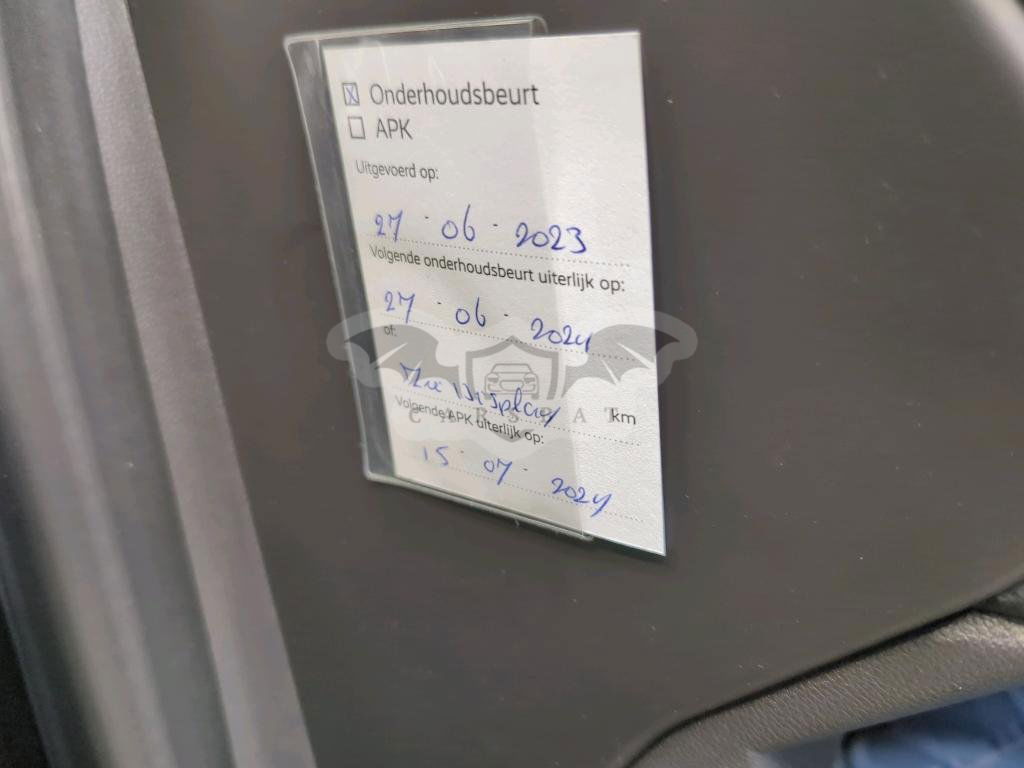 ☒ Onderhoudsbeurt
☐ APK
Uitgevoerd op:
27 · 06 · 2023
Volgende onderhoudsbeurt uiterlijk op:
27 · 06 · 2024
of:
Display km
Volgende APK uiterlijk op:
15 · 07 · 2024